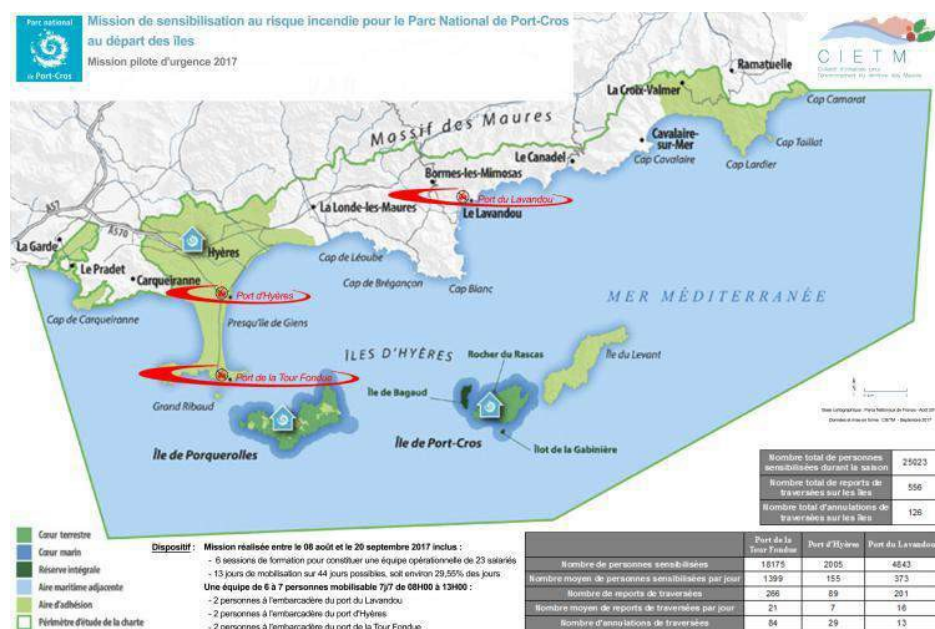 Parc national
de Port-Cros
Mission de sensibilisation au risque incendie pour le Parc National de Port-Cros
au départ des îles
Mission pilote d'urgence 2017
CIETM
Ramatuelle
La Croix-Valmer
Cap Camarat
Massif des Maures
Cavalaire-
sur-Mer
Cap Taillat
Le Canadel
Cap Cavalaire
Cap Lardier
Bormes-les-Mimosas
Port du Lavandou
Le Lavandou
A57
A570
La Londe-les-Maures
La Garde
Hyères
Le Pradet
Cap de Léoube
Carqueiranne
Cap de Brégançon
Cap Blanc
Port d'Hyères
MER MÉDITERRANÉE
Cap de Carqueiranne
Presqu'île de Giens
ÎLES D'HYÈRES
Rocher du Rascas
Île du Levant
Port de la Tour Fondue
Île de Bagaud
Grand Ribaud
Île de Port-Cros
Îlot de la Gabinière
Île de Porquerolles
Nombre total de personnes
sensibilisées durant la saison
25023
Nombre total de reports de
traversées sur les îles
556
Nombre total d'annulations de
traversées sur les îles
126
Cœur terrestre
Cœur marin
Réserve intégrale
Aire maritime adjacente
Aire d'adhésion
Périmètre d'étude de la charte
Dispositif : Mission réalisée entre le 08 août et le 20 septembre 2017 inclus :
- 6 sessions de formation pour constituer une équipe opérationnelle de 23 salariés
- 13 jours de mobilisation sur 44 jours possibles, soit environ 29,55% des jours
Une équipe de 6 à 7 personnes mobilisable 7j/7 de 08H00 à 13H00 :
- 2 personnes à l'embarcadère du port du Lavandou
- 2 personnes à l'embarcadère du port d'Hyères
- 2 personnes à l'embarcadère du port de la Tour Fondue
Port de la Tour Fondue Port d'Hyères Port du Lavandou
Nombre de personnes sensibilisées 18175 2005 4843
Nombre moyen de personnes sensibilisées par jour 1399 155 373
Nombre de reports de traversées 266 89 201
Nombre moyen de reports de traversées par jour 21 7 16
Nombre d'annulations de traversées 84 29 13